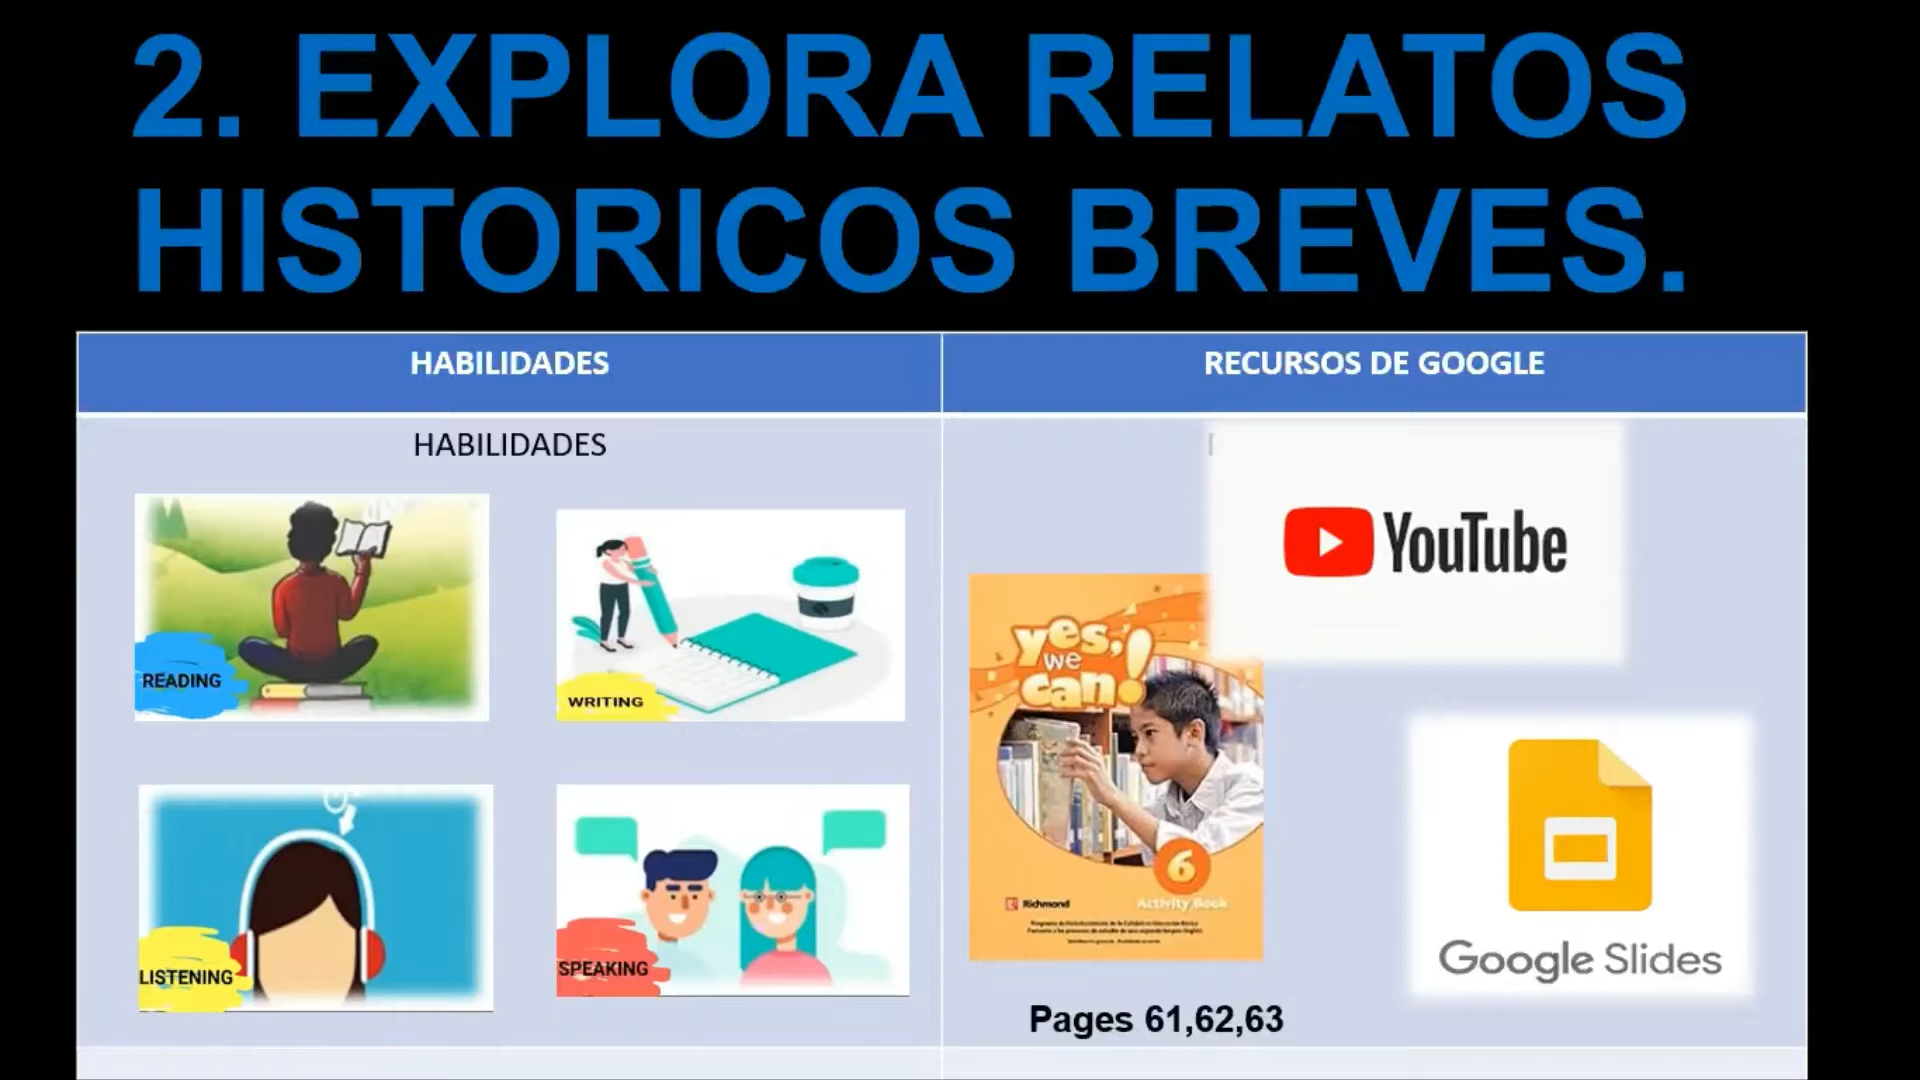 2. EXPLORA RELATOS
HISTORICOS BREVES.
HABILIDADES
RECURSOS DE GOOGLE
HABILIDADES
YouTube
READING
WRITING
yes,
we
can!
6
Richmond
Activity Book
LISTENING
SPEAKING
Google Slides
Pages 61,62,63